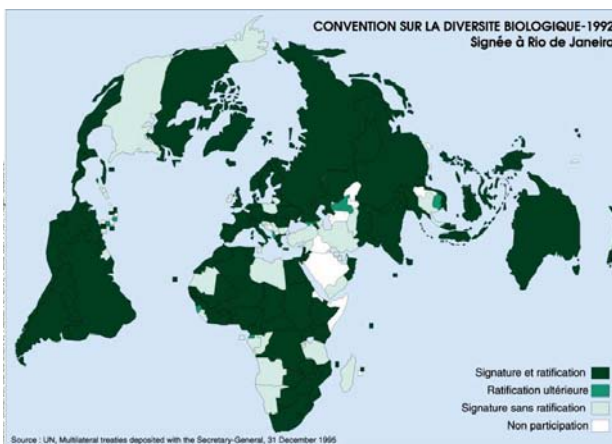 CONVENTION SUR LA DIVERSITE BIOLOGIQUE-1992
Signée à Rio de Janeiro
Signature et ratification
Ratification ultérieure
Signature sans ratification
Non participation
Source : UN, Multilateral treaties deposited with the Secretary-General, 31 December 1995